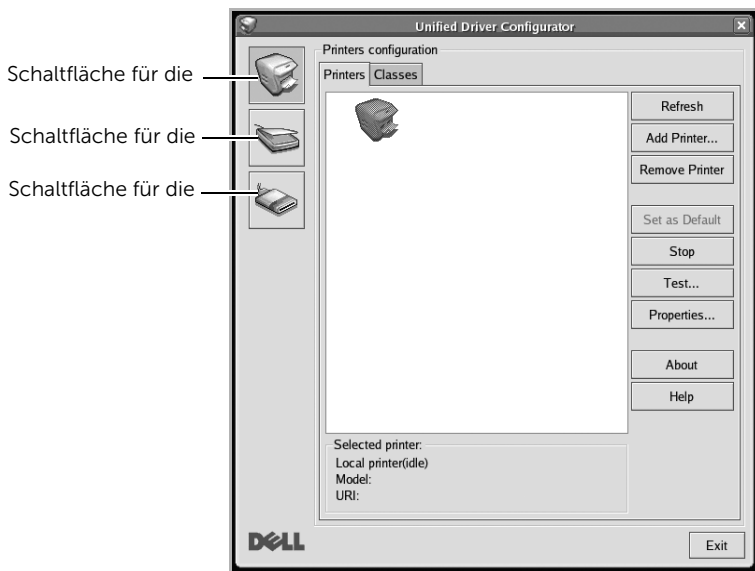 Unified Driver Configurator
Schaltfläche für die
Schaltfläche für die
Schaltfläche für die
Printers configuration
Printers Classes
Refresh
Add Printer...
Remove Printer
Set as Default
Stop
Test...
Properties...
About
Help
Selected printer:
Local printer(idle)
Model:
URI:
DELL
Exit